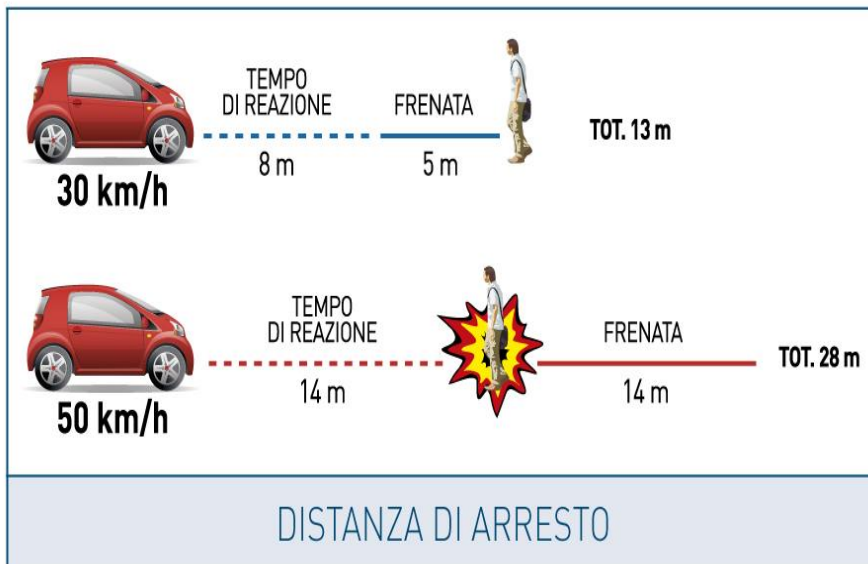 TEMPO
DI REAZIONE
FRENATA
8 m
5 m
TOT. 13 m
30 km/h
TEMPO
DI REAZIONE
FRENATA
14 m
14 m
TOT. 28 m
50 km/h
DISTANZA DI ARRESTO